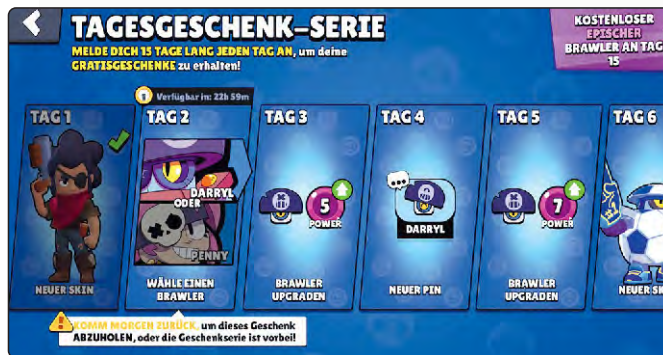 TAGESGESCHENK-SERIE
MELDE DICH 15 TAGE LANG JEDEN TAG AN, um deine
GRATISGESCHENKE zu erhalten!
KOSTENLOSER
EPISCHER
BRAWLER AN TAG
15
1 Verfügbar in: 22h 59m
TAG 1
NEUER SKIN
TAG 2
DARRYL
ODER
PENNY
WÄHLE EINEN
BRAWLER
TAG 3
5
POWER
BRAWLER
UPGRADEN
TAG 4
DARRYL
NEUER PIN
TAG 5
7
POWER
BRAWLER
UPGRADEN
TAG 6
NEUER SK
KOMM MORGEN ZURÜCK, um dieses Geschenk
ABZUHOLEN, oder die Geschenkserie ist vorbei!